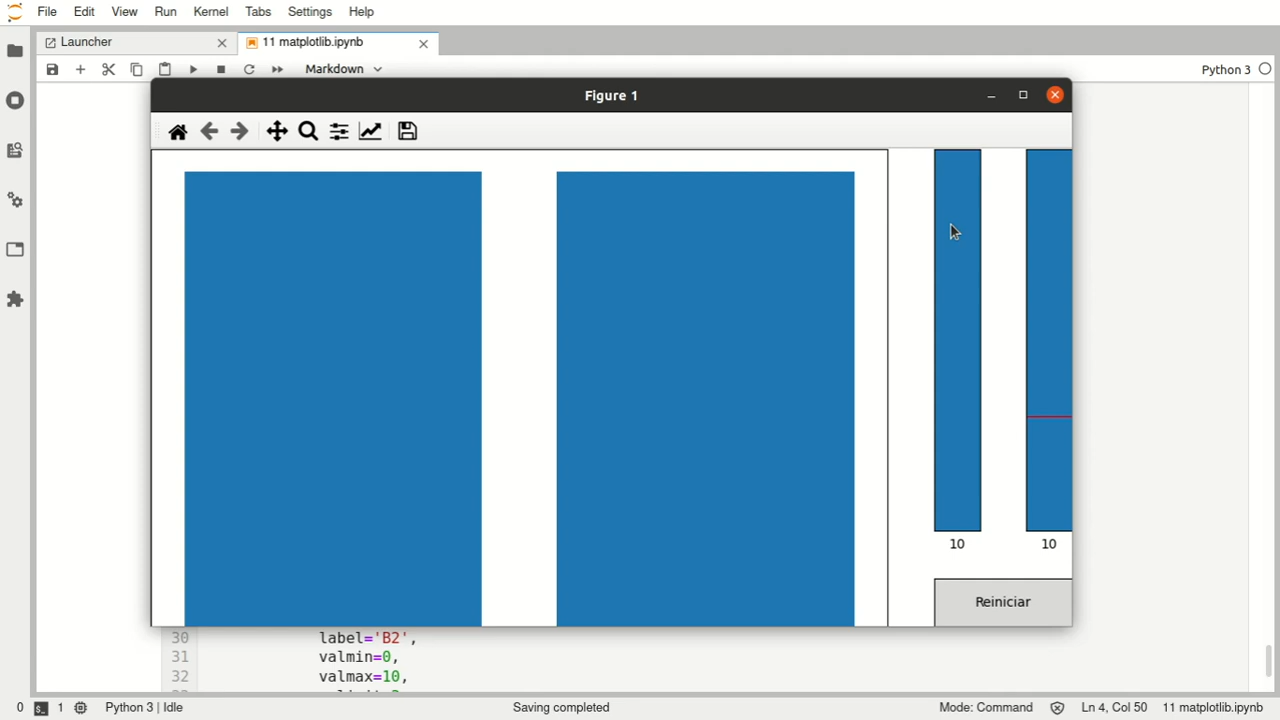 File Edit View Run Kernel Tabs Settings Help
Launcher
11 matplotlib.ipynb
Markdown
Python 3
Figure 1
10
10
Reiniciar
30 label='B2',
31 valmin=0,
32 valmax=10,
0
1
Python 3 | Idle
Saving completed
Mode: Command
Ln 4, Col 50
11 matplotlib.ipynb